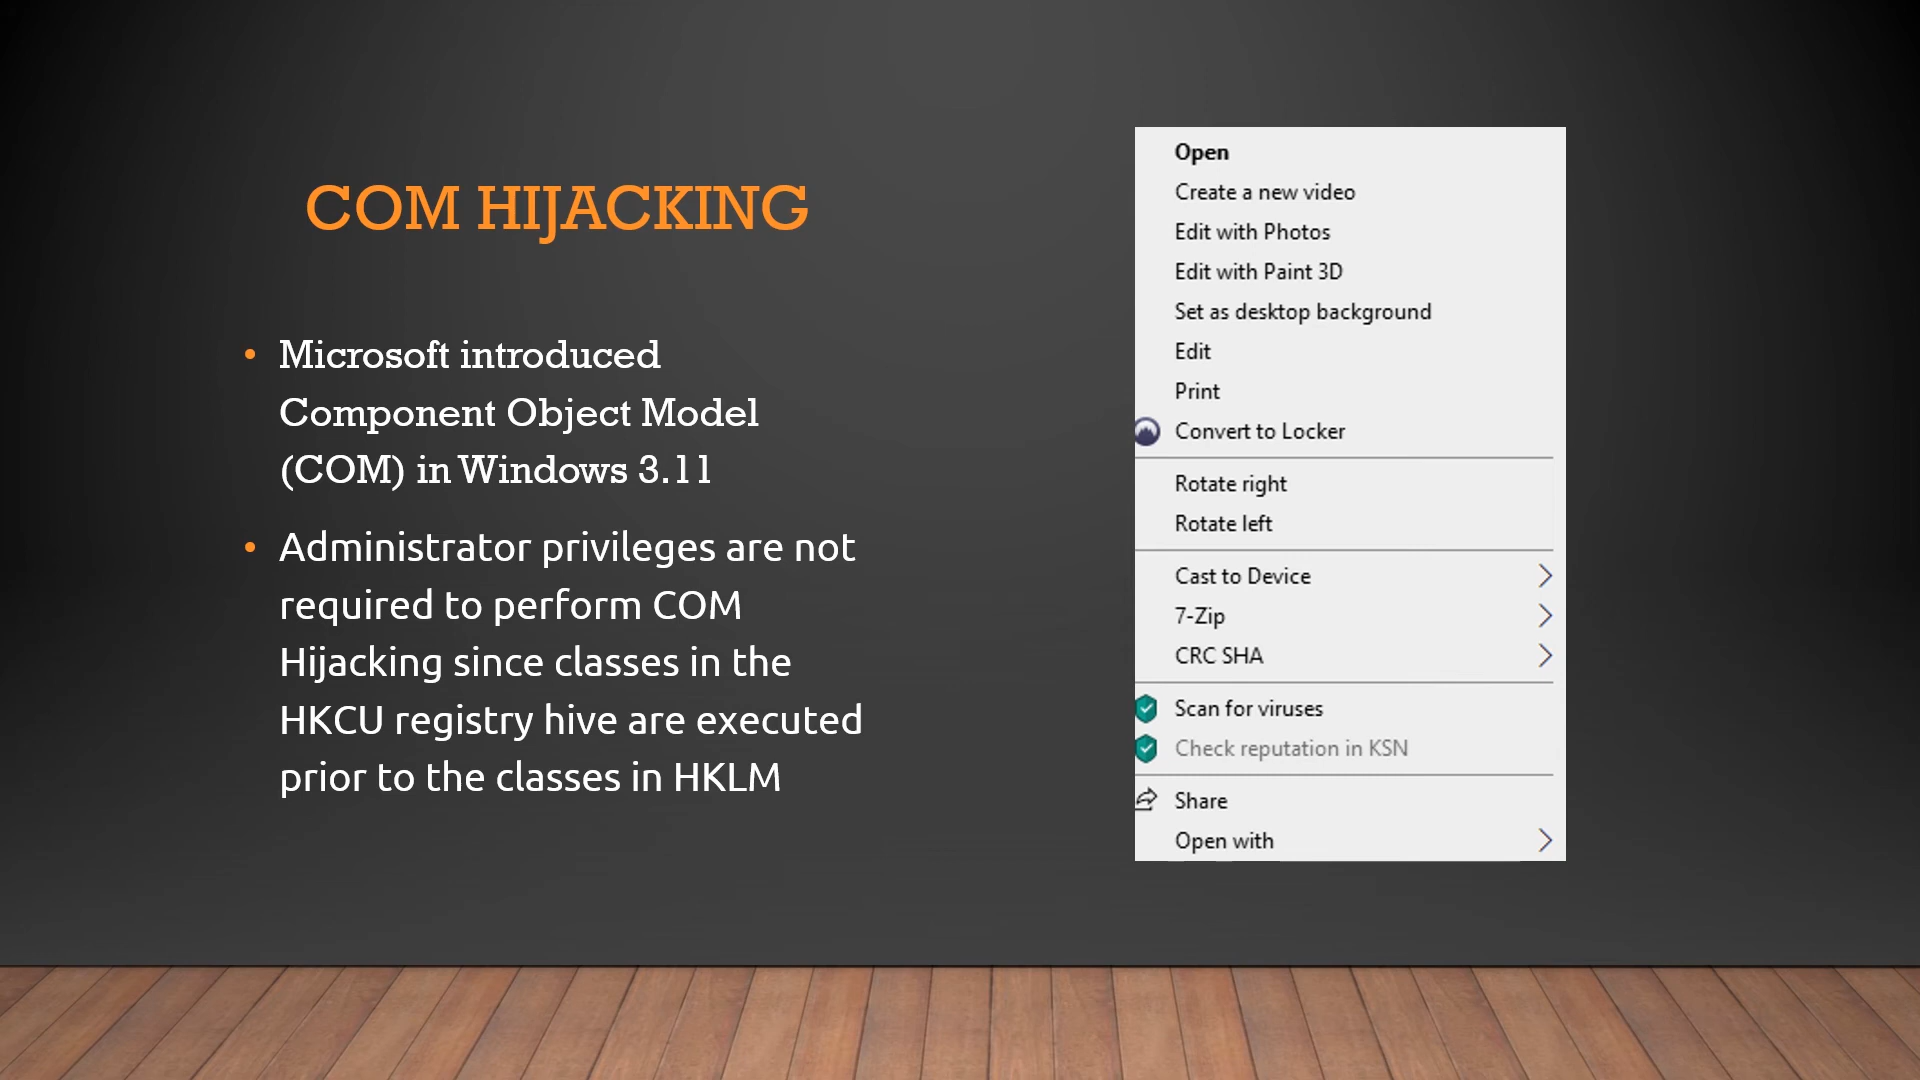 COM HIJACKING
• Microsoft introduced
Component Object Model
(COM) in Windows 3.11
• Administrator privileges are not
required to perform COM
Hijacking since classes in the
HKCU registry hive are executed
prior to the classes in HKLM
Open
Create a new video
Edit with Photos
Edit with Paint 3D
Set as desktop background
Edit
Print
Convert to Locker
Rotate right
Rotate left
Cast to Device
7-Zip
CRC SHA
Scan for viruses
Check reputation in KSN
Share
Open with